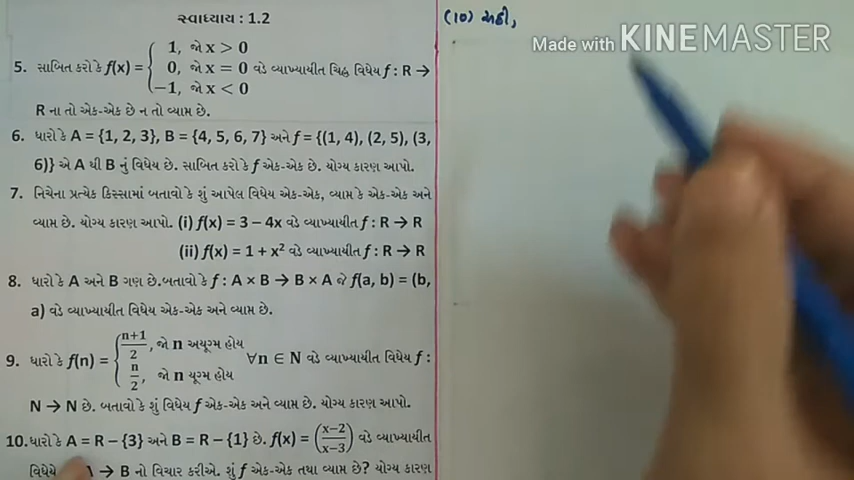 સ્વાધ્યાય : 1.2
5. સાબિત કરો કે f(x) = { 1, જો x > 0
0, જો x = 0 વડે વ્યાખ્યાયીત ચિહ્ન વિધેય f : R →
−1, જો x < 0
R ના તો એક-એક છે ન તો વ્યાપ્ત છે.
6. ધારો કે A = {1, 2, 3}, B = {4, 5, 6, 7} અને f = {(1, 4), (2, 5), (3,
6)} એ A થી B નું વિધેય છે. સાબિત કરો કે f એક-એક છે. યોગ્ય કારણ આપો.
7. નિચેના પ્રત્યેક કિસ્સામાં બતાવો કે શું આપેલ વિધેય એક-એક, વ્યાપ્ત કે એક-એક અને
વ્યાપ્ત છે. યોગ્ય કારણ આપો. (i) f(x) = 3 − 4x વડે વ્યાખ્યાયીત f : R → R
(ii) f(x) = 1 + x² વડે વ્યાખ્યાયીત f : R → R
8. ધારો કે A અને B ગણ છે.બતાવો કે f : A × B → B × A જે f(a, b) = (b,
a) વડે વ્યાખ્યાયીત વિધેય એક-એક અને વ્યાપ્ત છે.
9. ધારો કે f(n) = { n+1/2, જો n અયૂગ્મ હોય
n/2, જો n યૂગ્મ હોય ∀n ∈ N વડે વ્યાખ્યાયીત વિધેય f :
N → N છે. બતાવો કે શું વિધેય f એક-એક અને વ્યાપ્ત છે. યોગ્ય કારણ આપો.
10. ધારો કે A = R − {3} અને B = R − {1} છે. f(x) = (x−2/x−3) વડે વ્યાખ્યાયીત
વિધેય A → B નો વિચાર કરીએ. શું f એક-એક તથા વ્યાપ્ત છે? યોગ્ય કારણ
(10) અહી,
Made with KINEMASTER